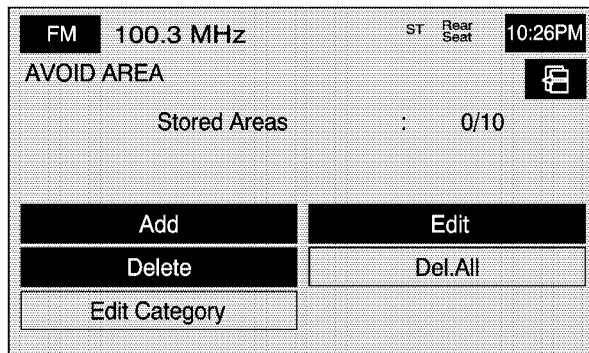 FM 100.3 MHz ST Rear Seat 10:26PM
AVOID AREA
Stored Areas : 0/10
Add Edit
Delete Del.All
Edit Category